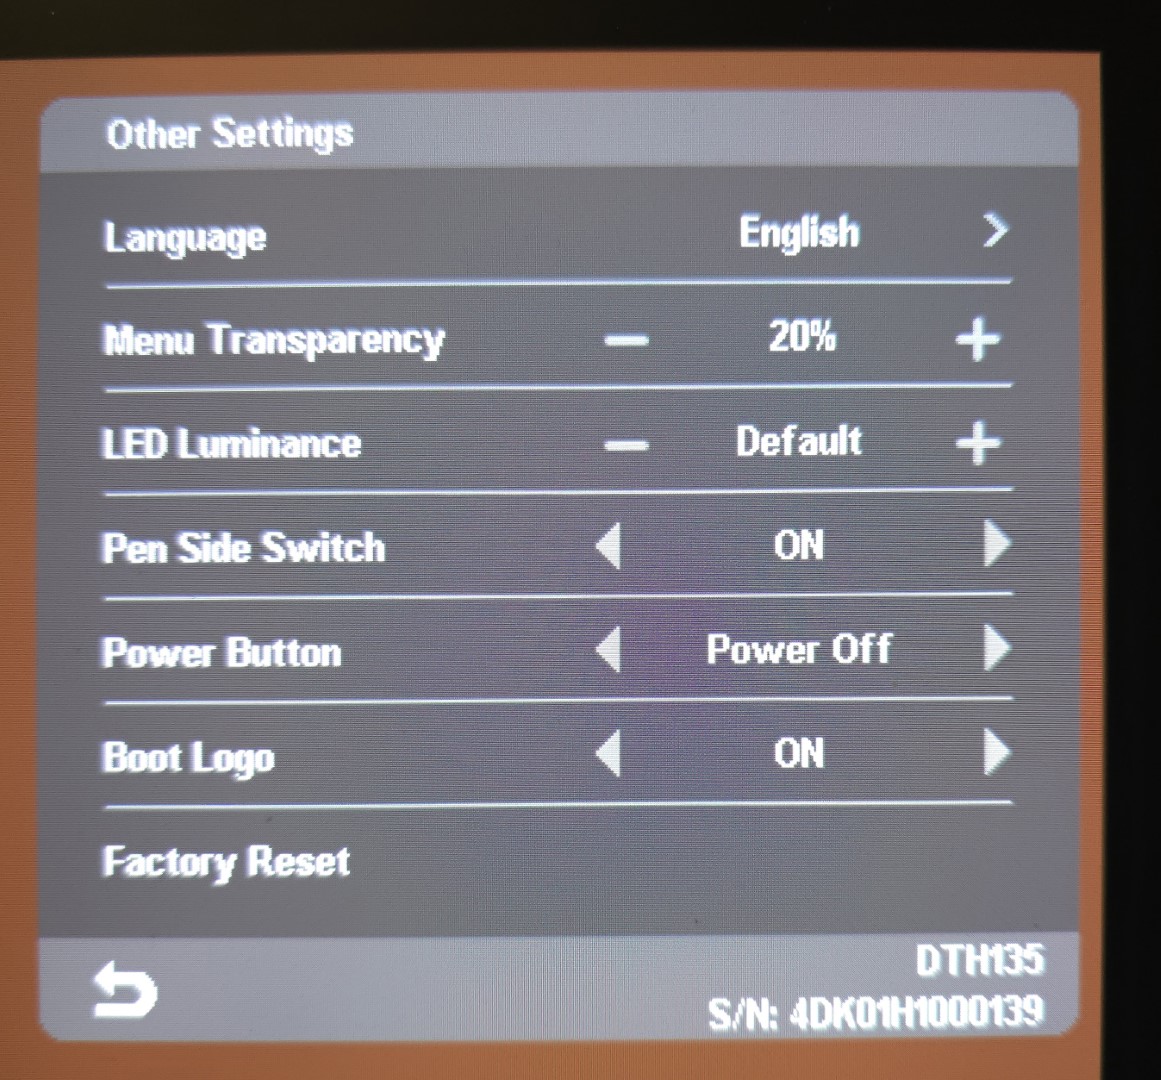 Other Settings
Language English
Menu Transparency 20%
LED Luminance Default
Pen Side Switch ON
Power Button Power Off
Boot Logo ON
Factory Reset
DTH135
S/N: 4DK01H1000139